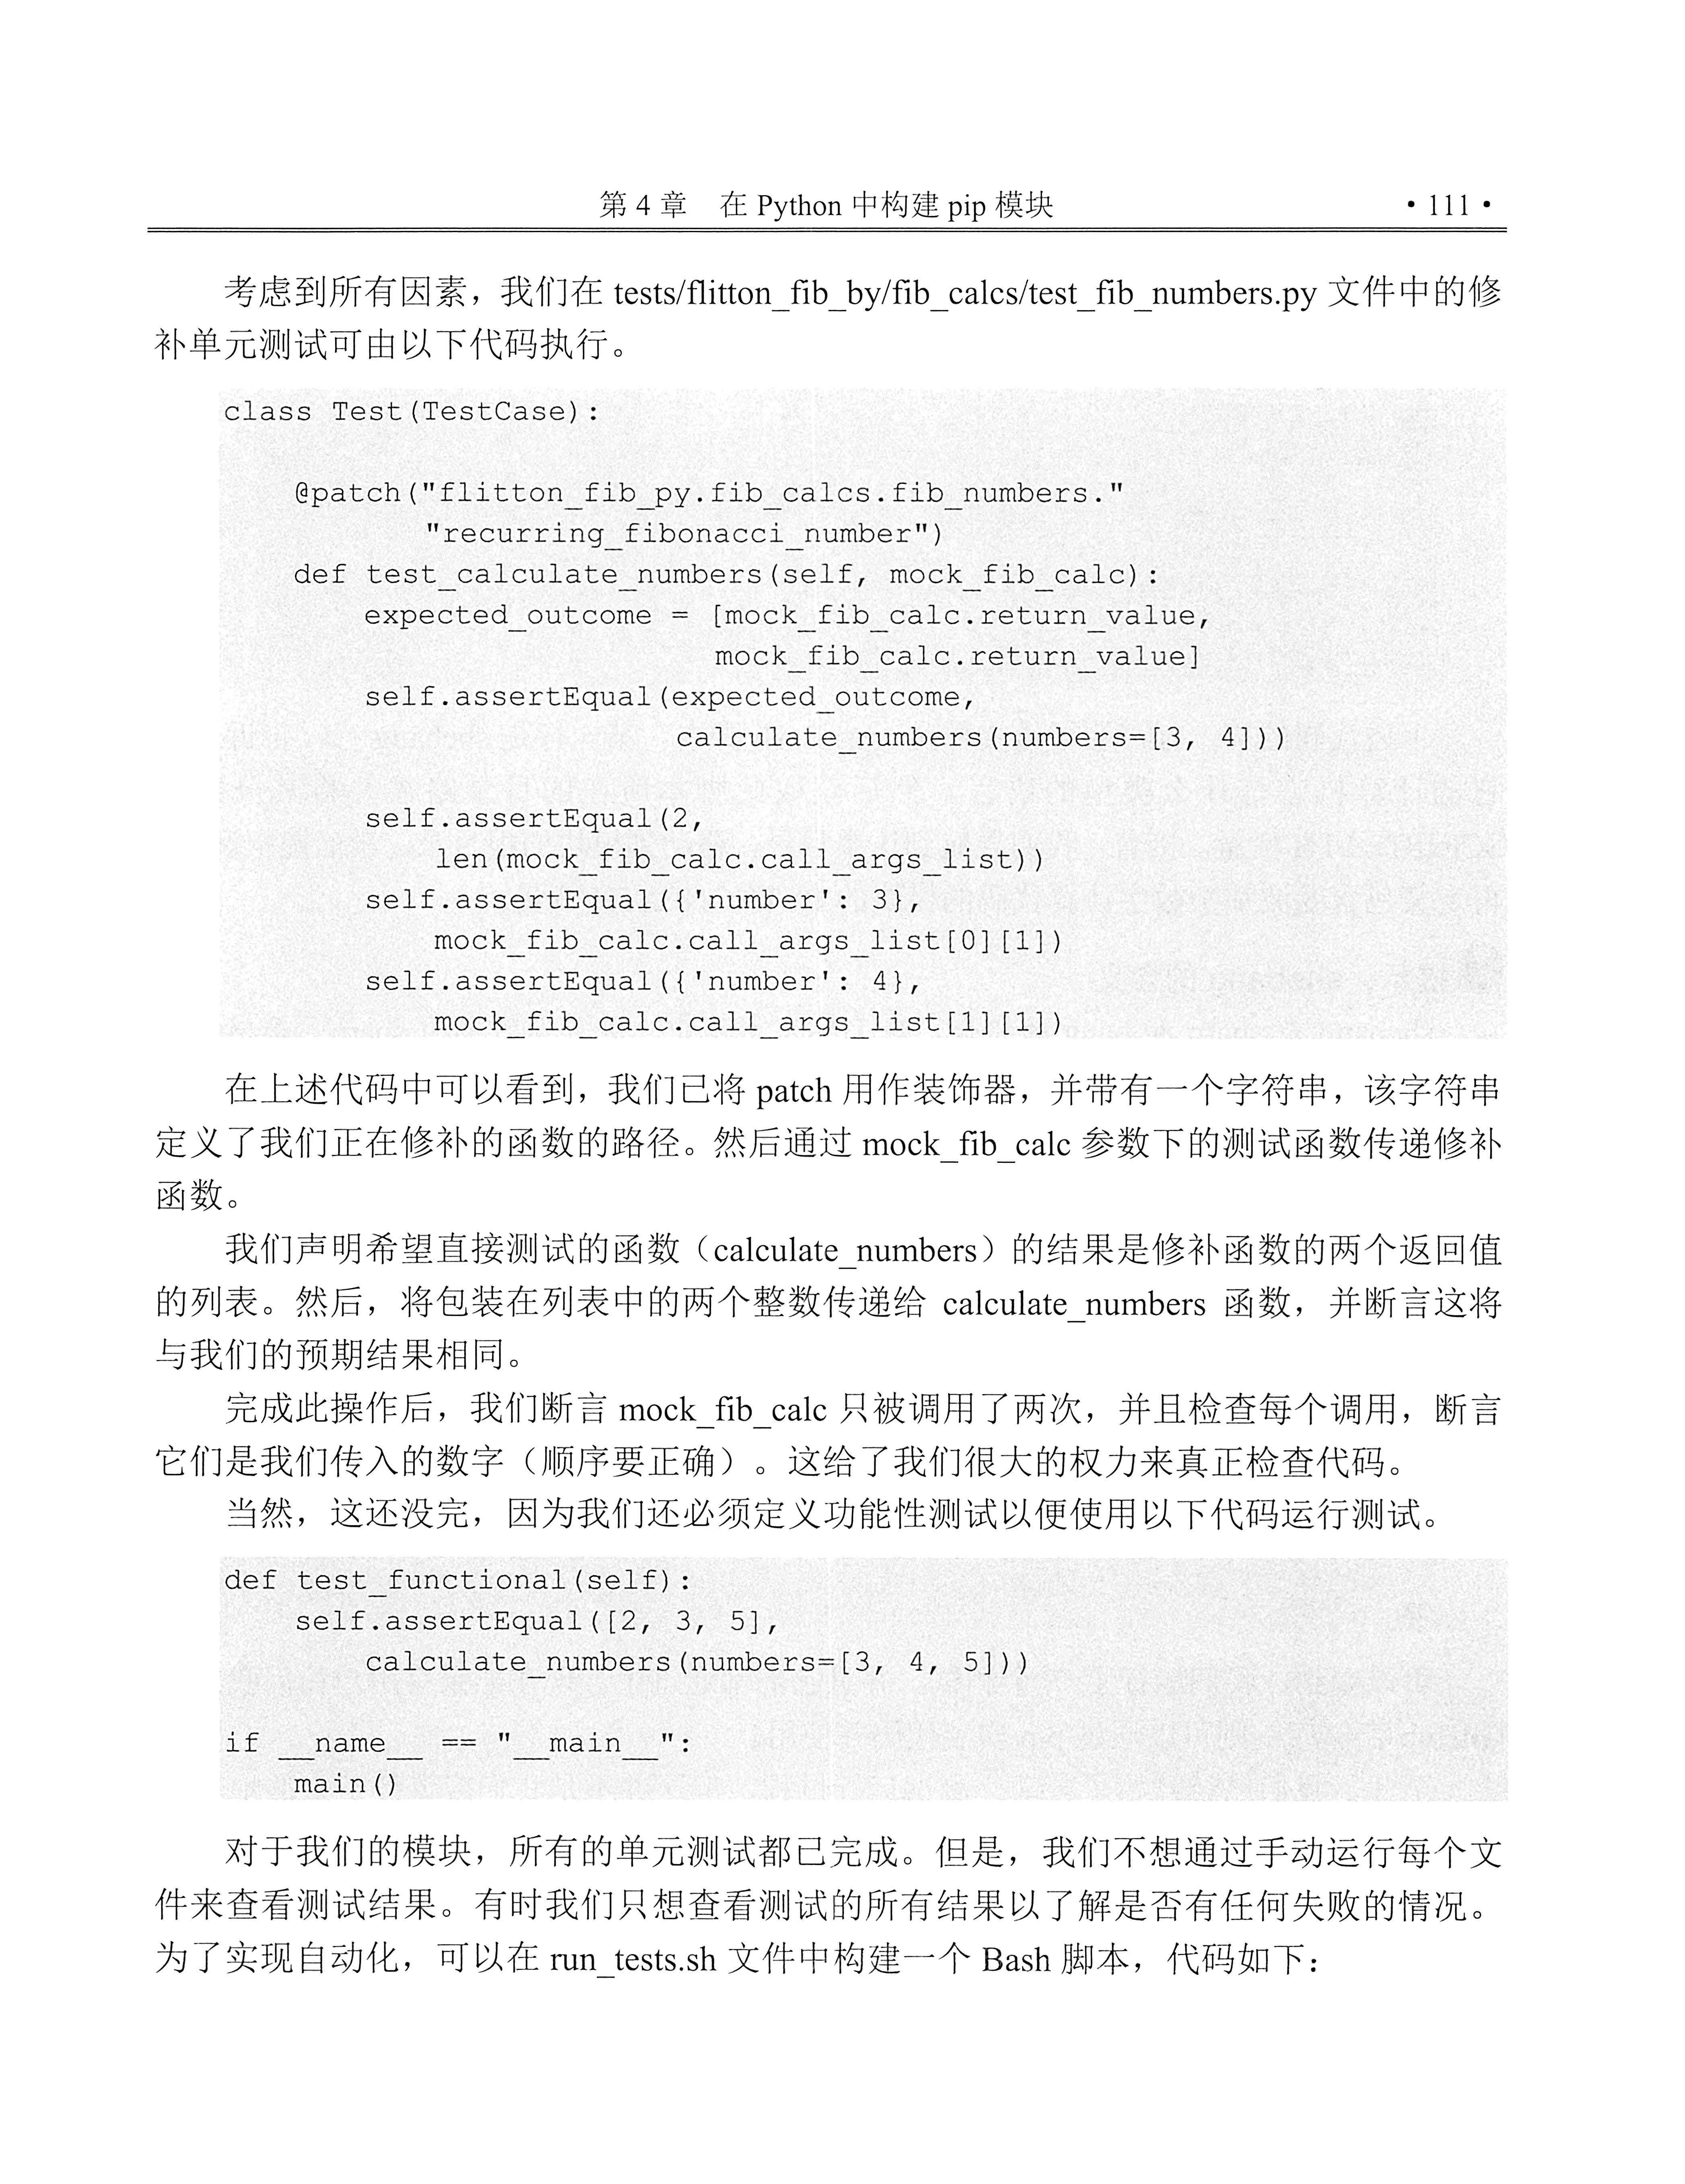 第 4 章　在 Python 中构建 pip 模块　• 111 •
考虑到所有因素，我们在 tests/flitton_fib_by/fib_calcs/test_fib_numbers.py 文件中的修
补单元测试可由以下代码执行。
class Test(TestCase):
    @patch("flitton_fib_py.fib_calcs.fib_numbers."
           "recurring_fibonacci_number")
    def test_calculate_numbers(self, mock_fib_calc):
        expected_outcome = [mock_fib_calc.return_value,
                            mock_fib_calc.return_value]
        self.assertEqual(expected_outcome,
                         calculate_numbers(numbers=[3, 4]))
        self.assertEqual(2,
            len(mock_fib_calc.call_args_list))
        self.assertEqual({'number': 3},
            mock_fib_calc.call_args_list[0][1])
        self.assertEqual({'number': 4},
            mock_fib_calc.call_args_list[1][1])
在上述代码中可以看到，我们已将 patch 用作装饰器，并带有一个字符串，该字符串
定义了我们正在修补的函数的路径。然后通过 mock_fib_calc 参数下的测试函数传递修补
函数。
我们声明希望直接测试的函数（calculate_numbers）的结果是修补函数的两个返回值
的列表。然后，将包装在列表中的两个整数传递给 calculate_numbers 函数，并断言这将
与我们的预期结果相同。
完成此操作后，我们断言 mock_fib_calc 只被调用了两次，并且检查每个调用，断言
它们是我们传入的数字（顺序要正确）。这给了我们很大的权力来真正检查代码。
当然，这还没完，因为我们还必须定义功能性测试以便使用以下代码运行测试。
def test_functional(self):
    self.assertEqual([2, 3, 5],
        calculate_numbers(numbers=[3, 4, 5]))
if __name__ == "__main__":
    main()
对于我们的模块，所有的单元测试都已完成。但是，我们不想通过手动运行每个文
件来查看测试结果。有时我们只想查看测试的所有结果以了解是否有任何失败的情况。
为了实现自动化，可以在 run_tests.sh 文件中构建一个 Bash 脚本，代码如下：